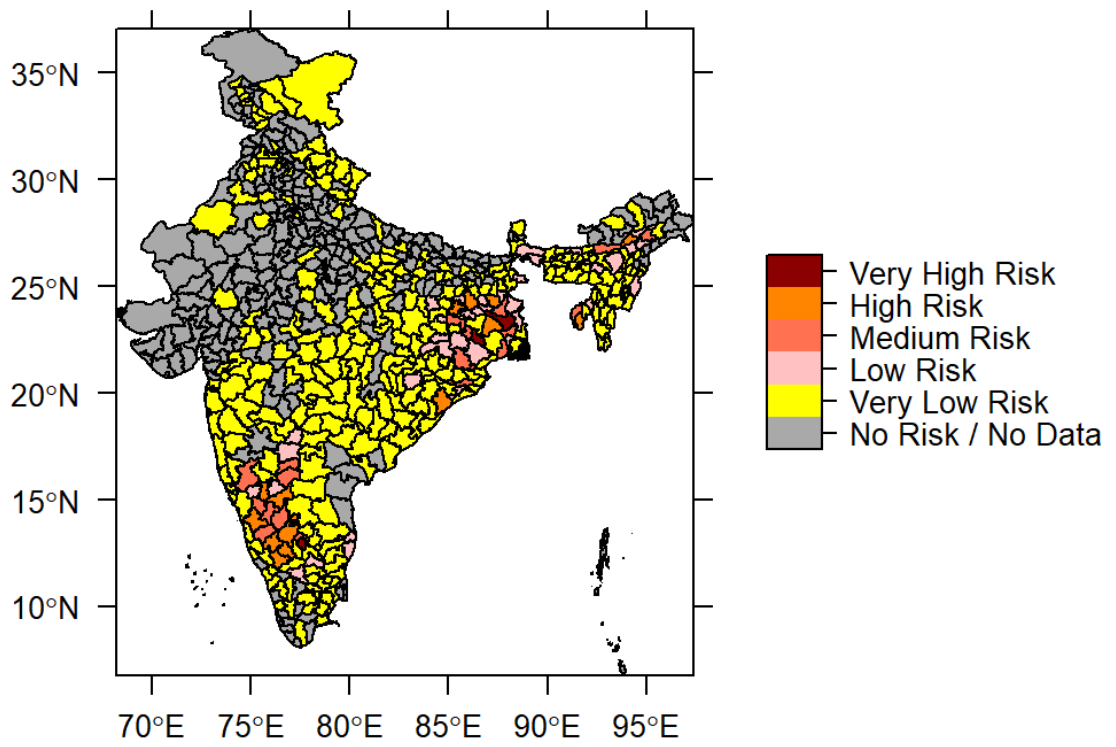 35°N
30°N
25°N
20°N
15°N
10°N
70°E 75°E 80°E 85°E 90°E 95°E
Very High Risk
High Risk
Medium Risk
Low Risk
Very Low Risk
No Risk / No Data